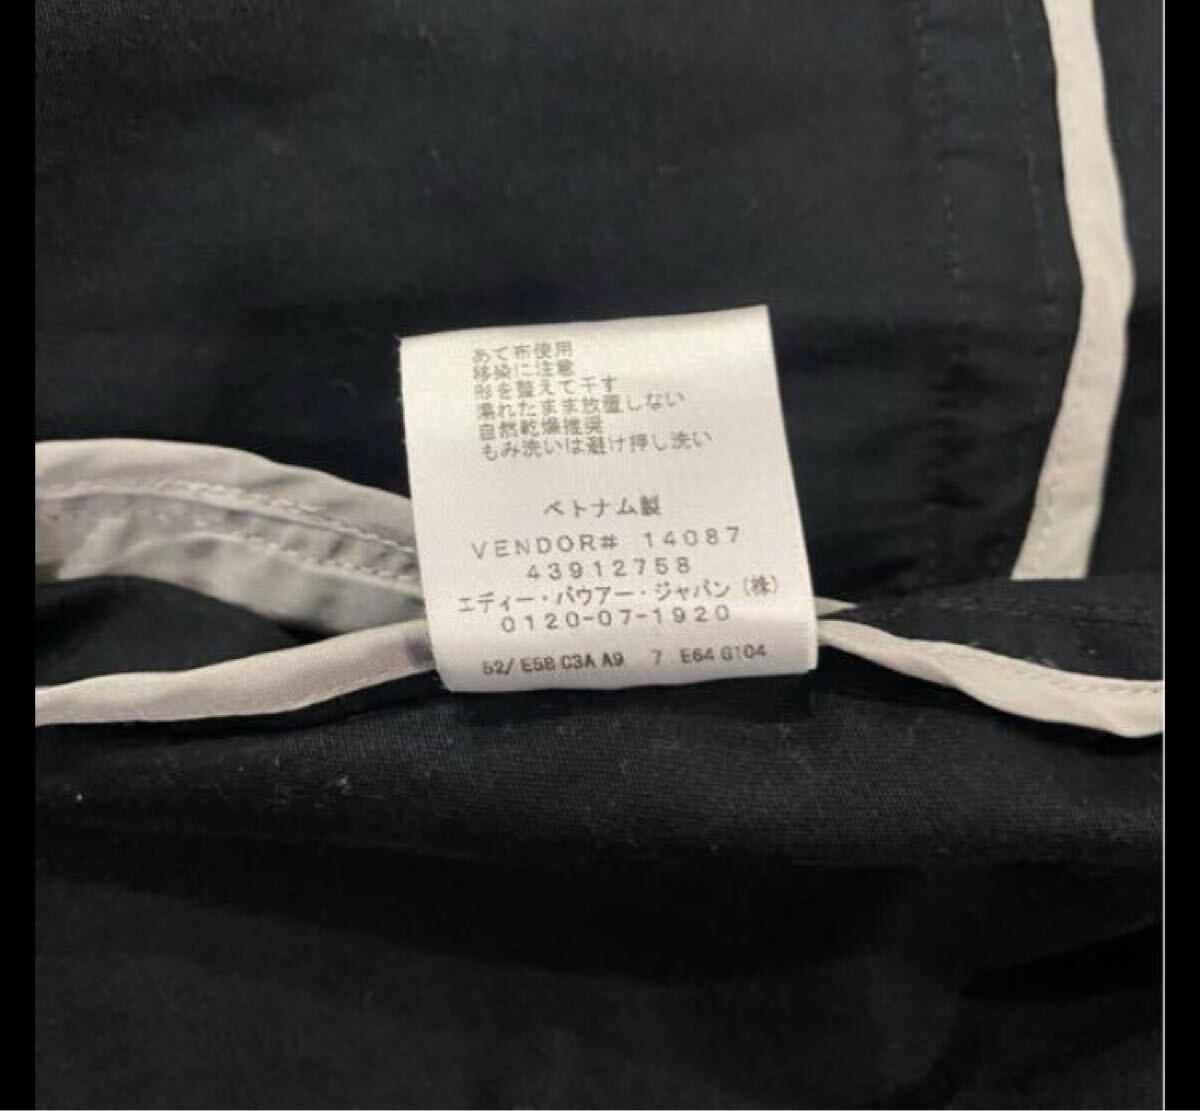 あて布使用
移染に注意
形を整えて干す
濡れたまま放置しない
自然乾燥推奨
もみ洗いは避け押し洗い
ベトナム製
VENDOR# 14087
43912758
エディー・バウアー・ジャパン(株)
0120-07-1920
52/ E5B C3A A9 7 E64 G104